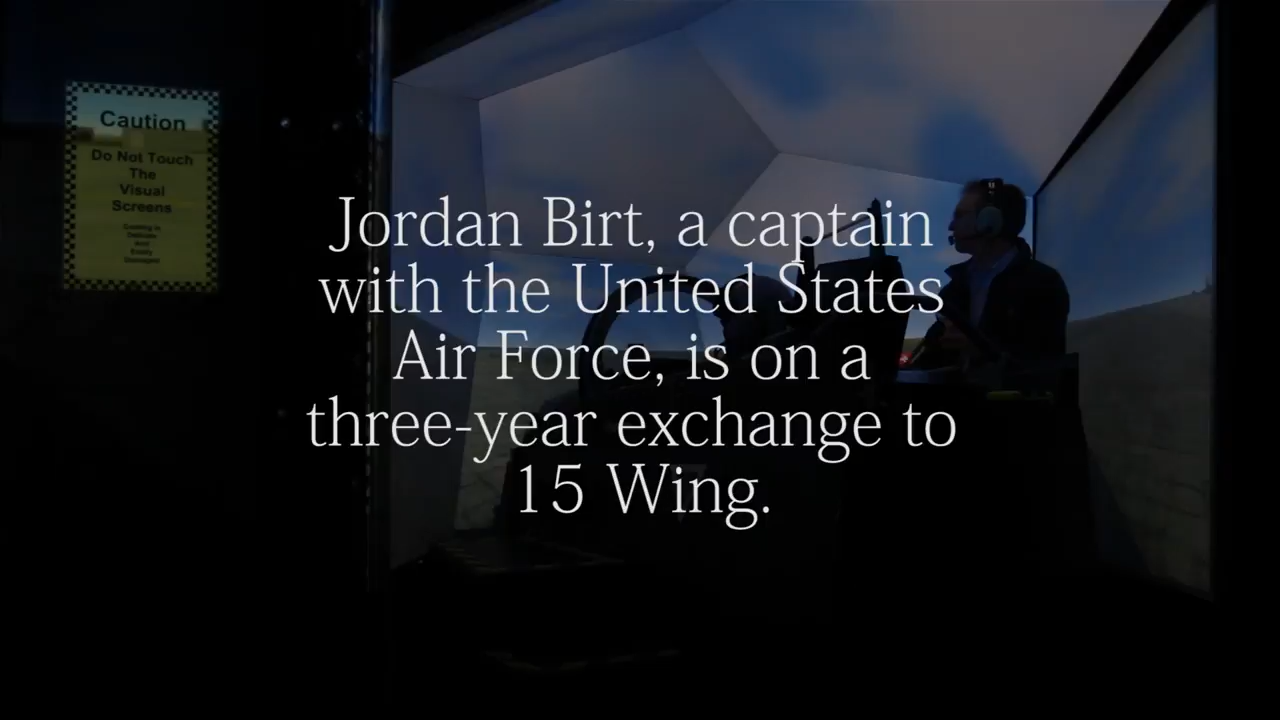 Caution
Do Not Touch
The
Visual
Screens
Jordan Birt, a captain
with the United States
Air Force, is on a
three-year exchange to
15 Wing.